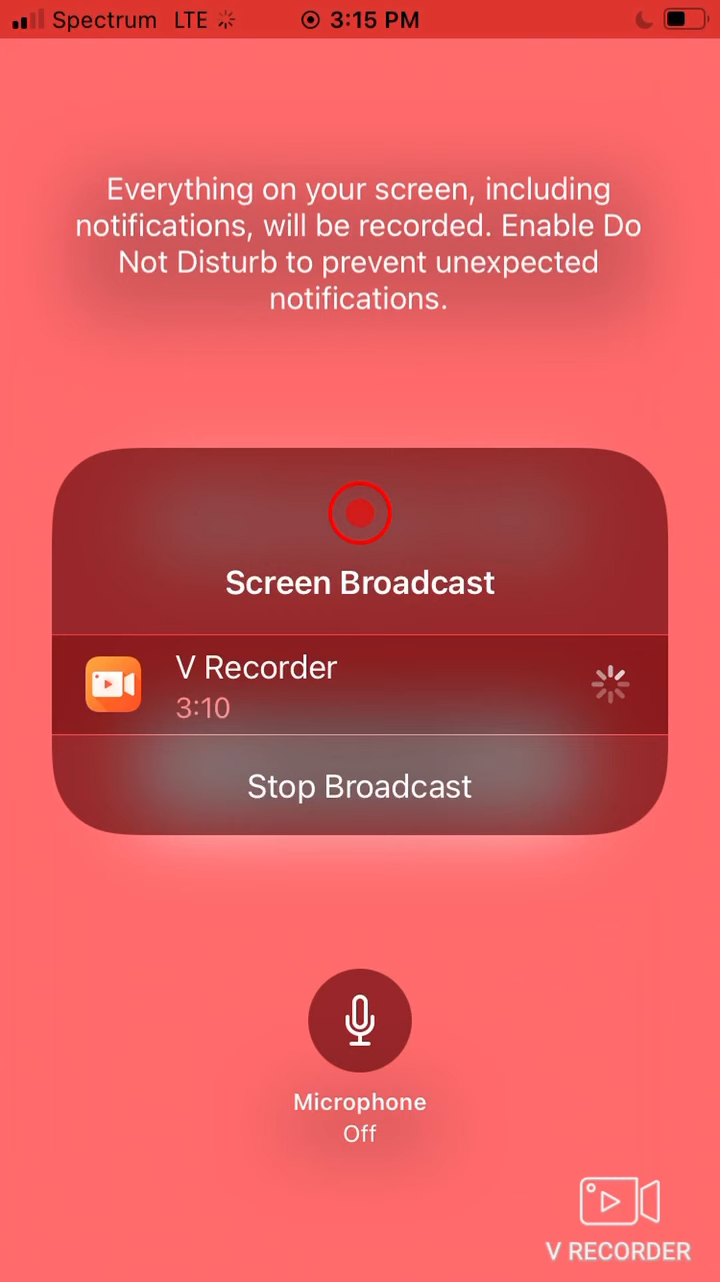 Spectrum LTE 3:15 PM
Everything on your screen, including
notifications, will be recorded. Enable Do
Not Disturb to prevent unexpected
notifications.
Screen Broadcast
V Recorder
3:10
Stop Broadcast
Microphone
Off
V RECORDER